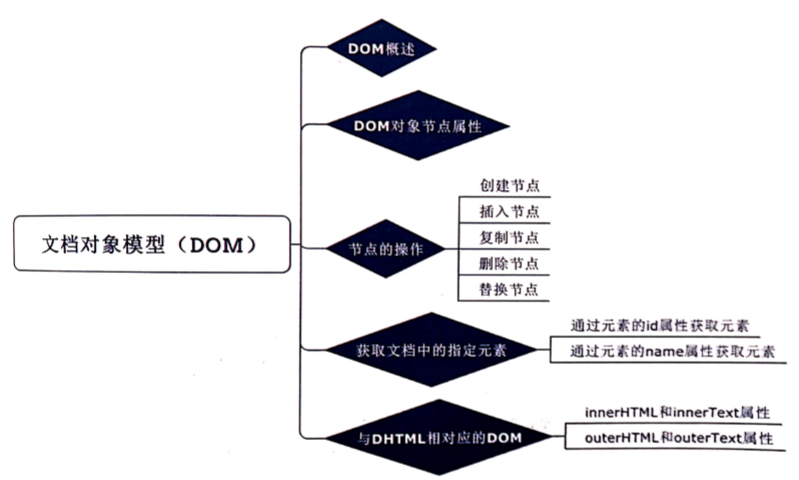 DOM概述
DOM对象节点属性
文档对象模型（DOM）
节点的操作
创建节点
插入节点
复制节点
删除节点
替换节点
获取文档中的指定元素
通过元素的id属性获取元素
通过元素的name属性获取元素
与DHTML相对应的DOM
innerHTML和innerText属性
outerHTML和outerText属性